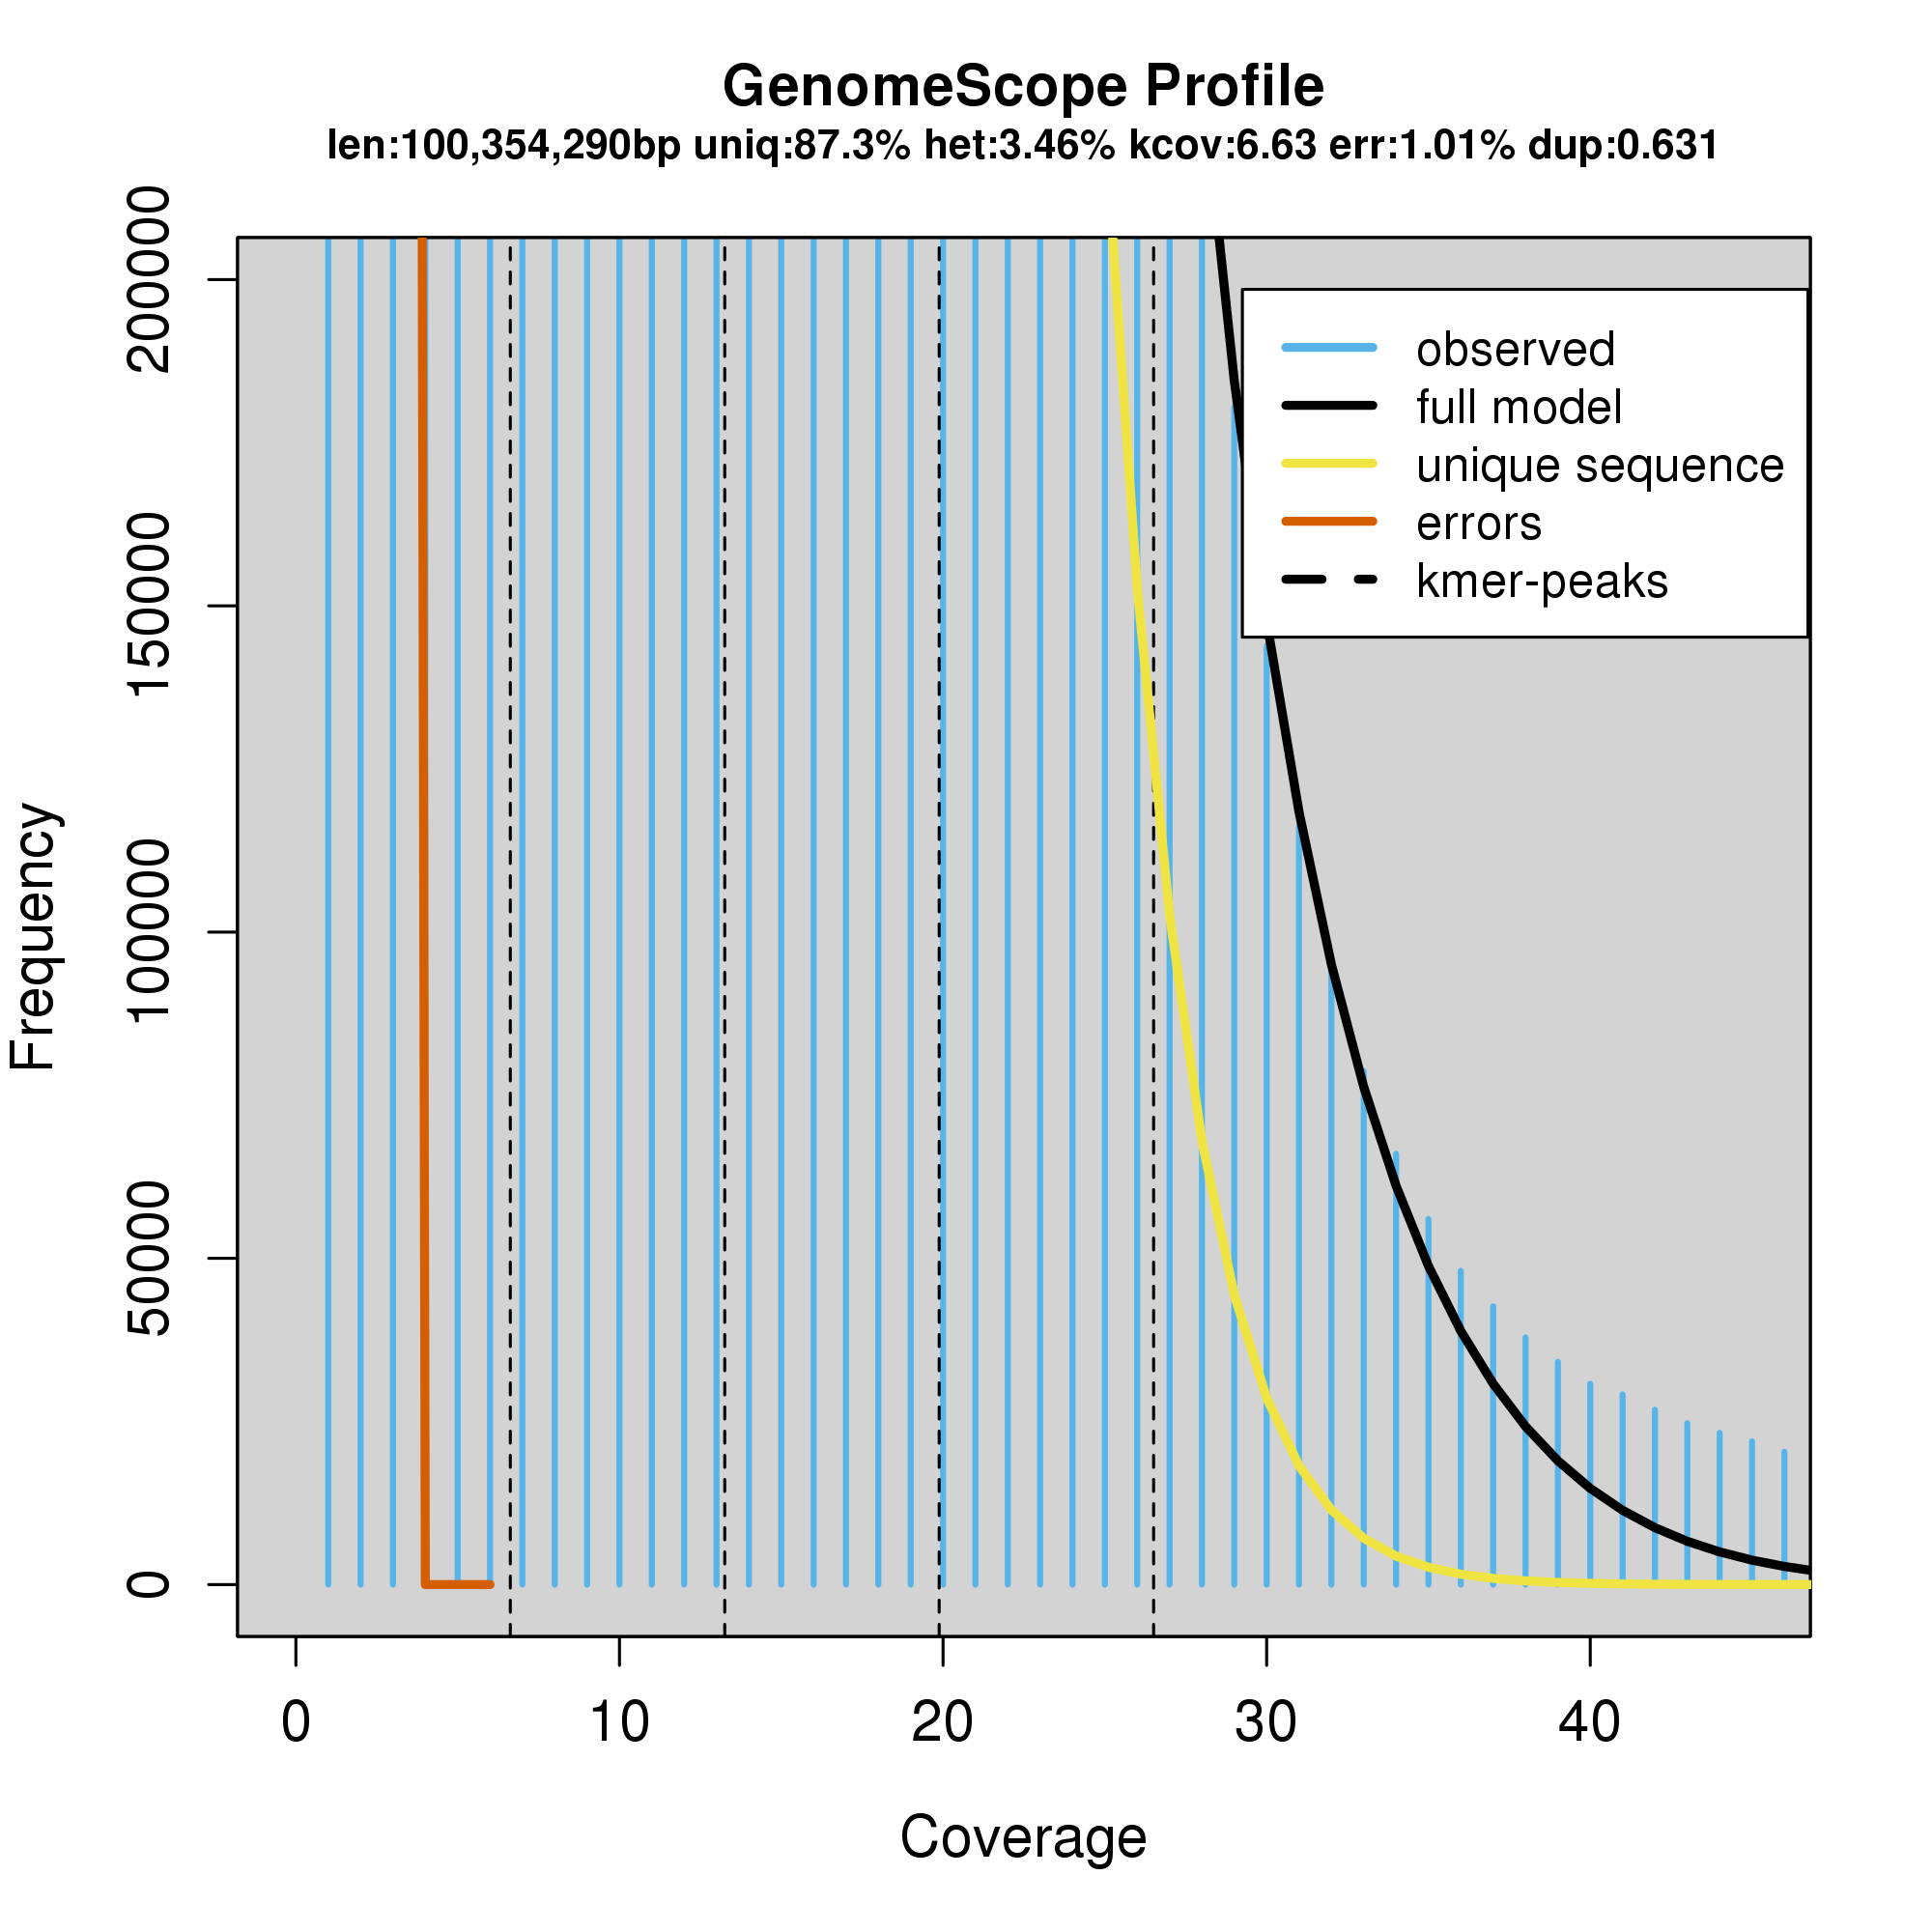 GenomeScope Profile
len:100,354,290bp uniq:87.3% het:3.46% kcov:6.63 err:1.01% dup:0.631
Frequency
0
50000
100000
150000
200000
observed
full model
unique sequence
errors
kmer-peaks
0 10 20 30 40
Coverage